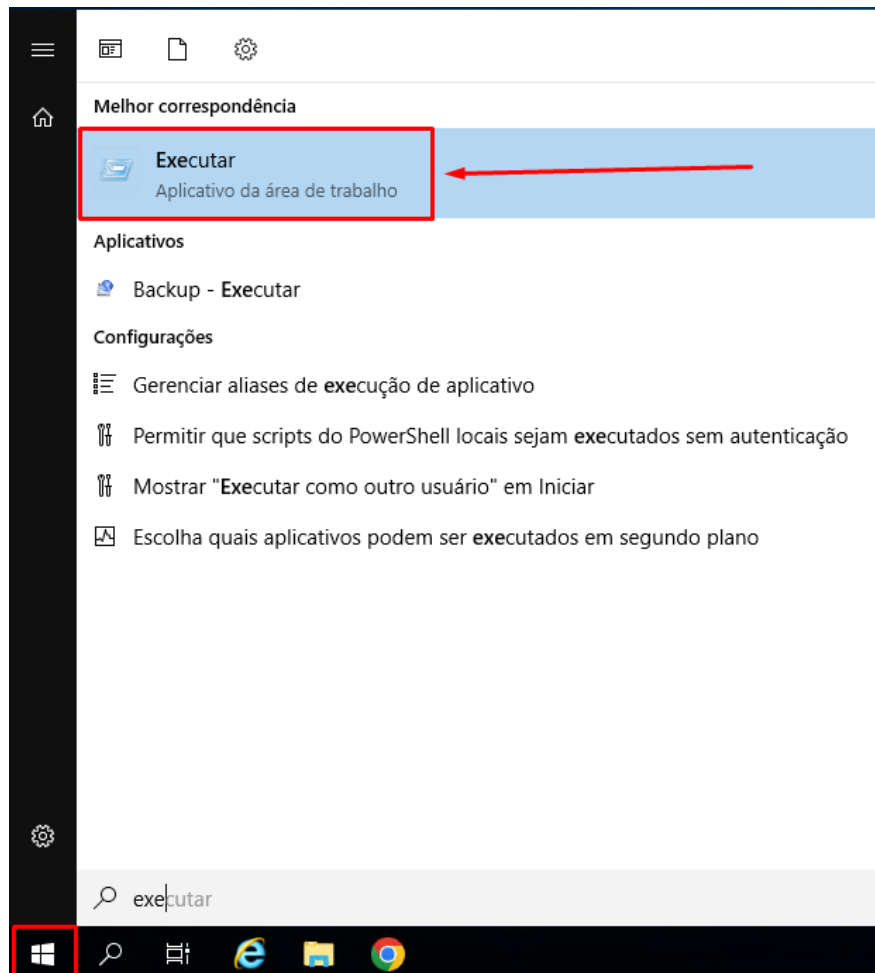 Melhor correspondência
Executar
Aplicativo da área de trabalho
Aplicativos
Backup - Executar
Configurações
Gerenciar aliases de execução de aplicativo
Permitir que scripts do PowerShell locais sejam executados sem autenticação
Mostrar "Executar como outro usuário" em Iniciar
Escolha quais aplicativos podem ser executados em segundo plano
executar